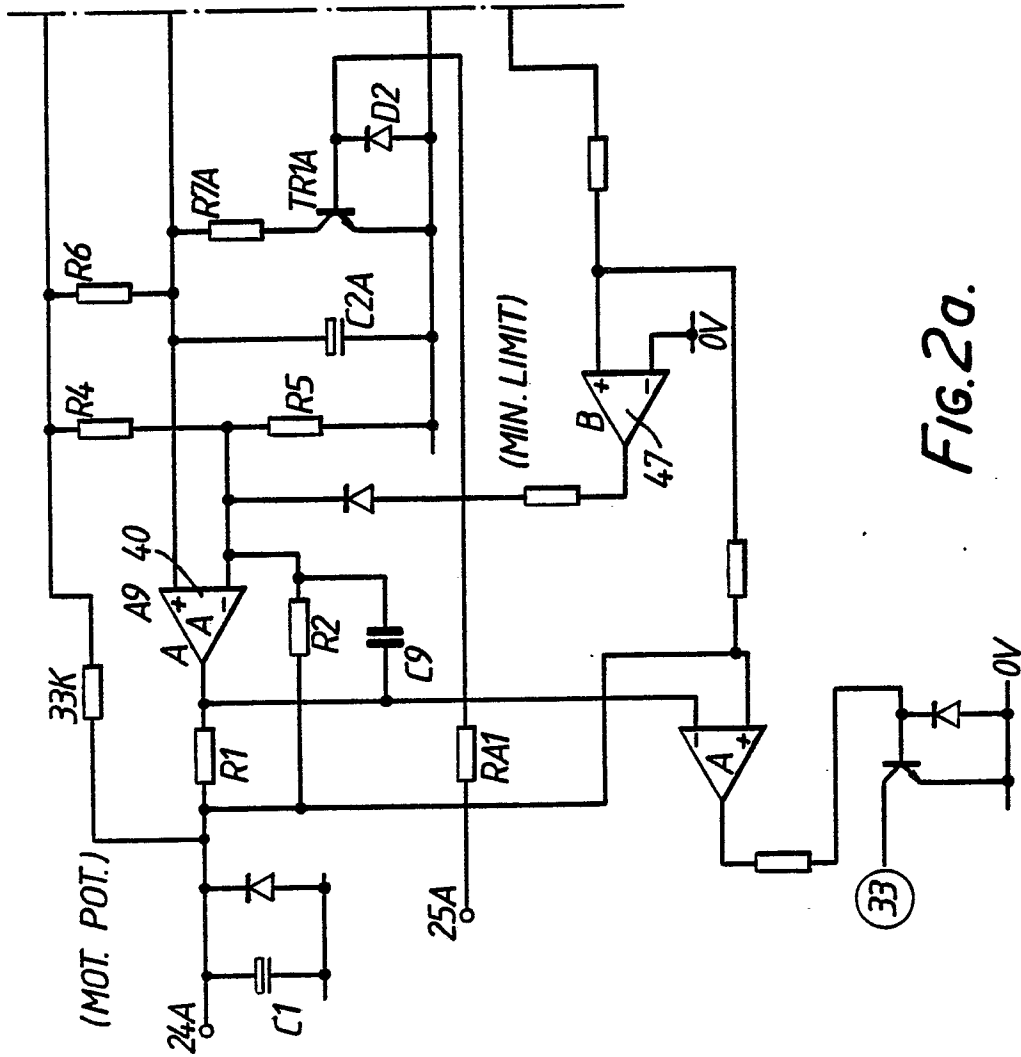 (MOT. POT.)
24A
C1
33K
R1
A9
40
A
A
+
−
R2
C9
25A
RA1
R4
R5
R6
C2A
R7A
TR1A
D2
(MIN. LIMIT)
B
+
−
47
0V
A
−
+
33
0V
FIG. 2a.